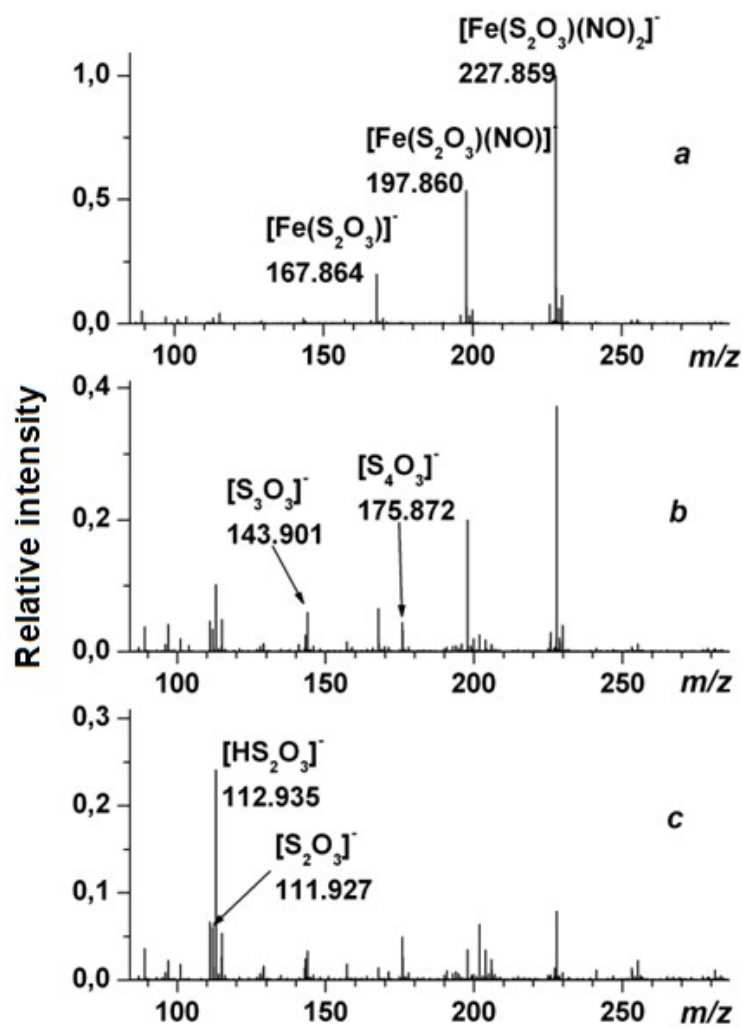 [Fe(S₂O₃)(NO)₂]⁻
227.859
1,0
[Fe(S₂O₃)(NO)]⁻
197.860
a
0,5
[Fe(S₂O₃)]⁻
167.864
0,0
100 150 200 250 m/z
Relative intensity
0,4
[S₃O₃]⁻
143.901
[S₄O₃]⁻
175.872
b
0,2
0,0
100 150 200 250 m/z
0,3
[HS₂O₃]⁻
112.935
c
0,2
[S₂O₃]⁻
111.927
0,1
0,0
100 150 200 250 m/z